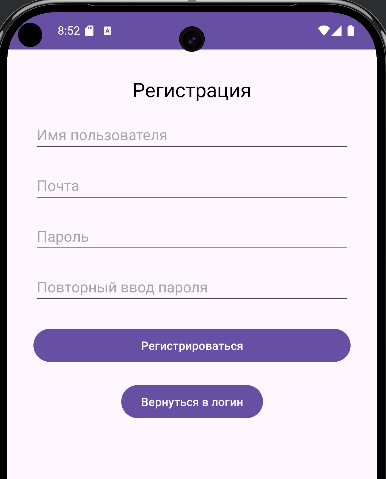 8:52
Регистрация
Имя пользователя
Почта
Пароль
Повторный ввод пароля
Регистрироваться
Вернуться в логин